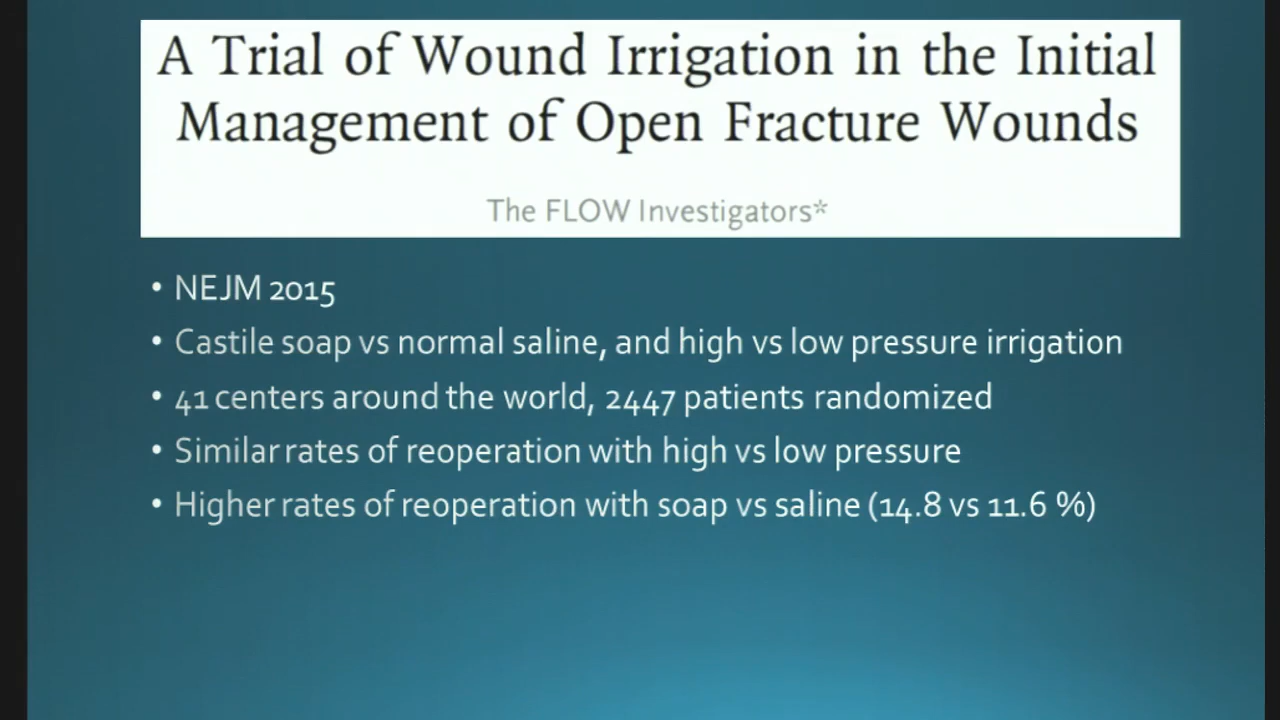 A Trial of Wound Irrigation in the Initial
Management of Open Fracture Wounds
The FLOW Investigators*
• NEJM 2015
• Castile soap vs normal saline, and high vs low pressure irrigation
• 41 centers around the world, 2447 patients randomized
• Similar rates of reoperation with high vs low pressure
• Higher rates of reoperation with soap vs saline (14.8 vs 11.6 %)